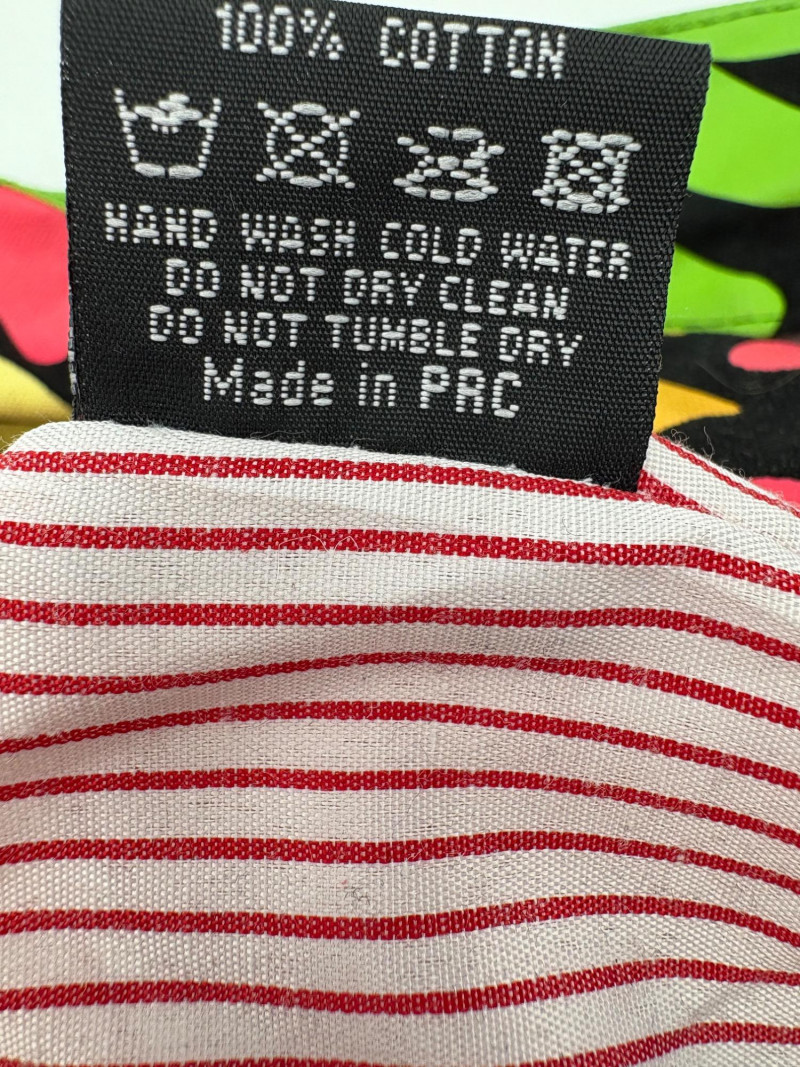 100% COTTON
HAND WASH COLD WATER
DO NOT DRY CLEAN
DO NOT TUMBLE DRY
Made in PRC